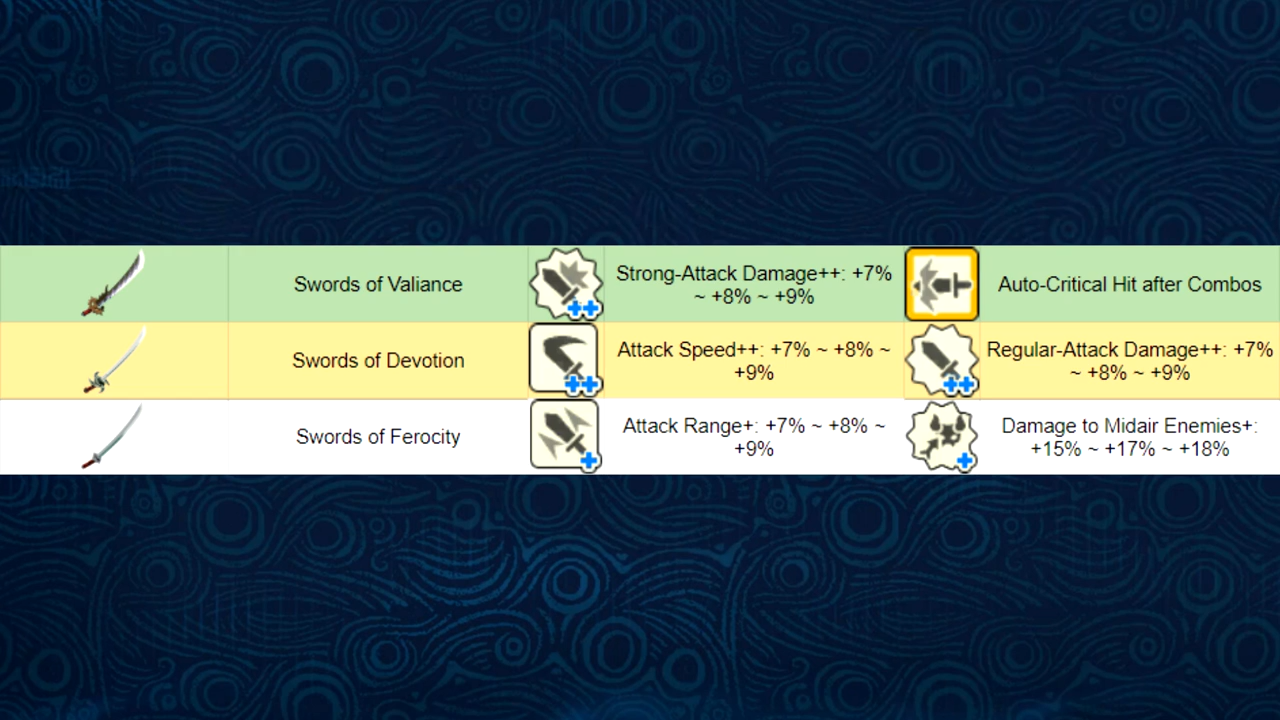 Swords of Valiance
Strong-Attack Damage++: +7%
~ +8% ~ +9%
Auto-Critical Hit after Combos
Swords of Devotion
Attack Speed++: +7% ~ +8% ~
+9%
Regular-Attack Damage++: +7%
~ +8% ~ +9%
Swords of Ferocity
Attack Range+: +7% ~ +8% ~
+9%
Damage to Midair Enemies+:
+15% ~ +17% ~ +18%